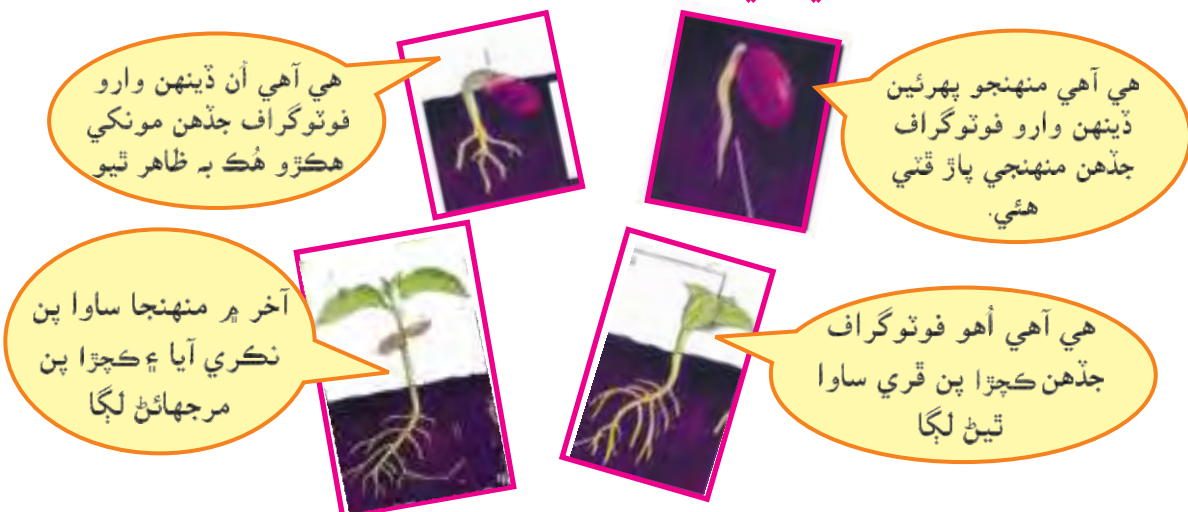 هي آهي منهنجو پهرئين
ڏينهن وارو فوٽوگراف
جڏهن منهنجي پاڙ ڦٽي
هئي.
هي آهي اُن ڏينهن وارو
فوٽوگراف جڏهن مونکي
هڪڙو هُڪ بہ ظاهر ٿيو
هي آهي اُهو فوٽوگراف
جڏهن ڪچڙا پن ڦري ساوا
ٿيڻ لڳا
آخر ۾ منهنجا ساوا پن
نڪري آيا ۽ ڪچڙا پن
مرجهائڻ لڳا